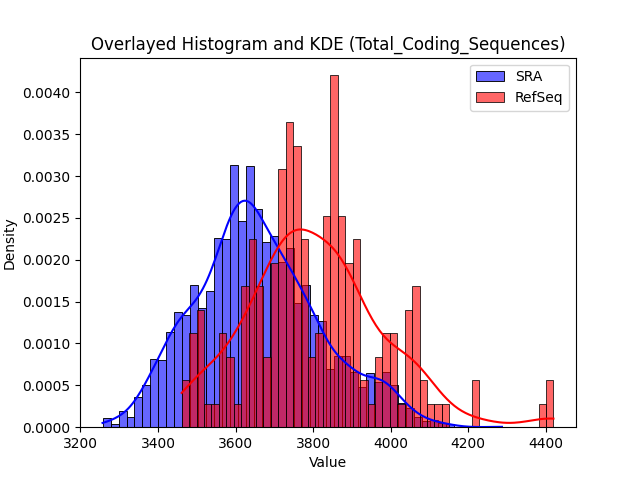 Overlayed Histogram and KDE (Total_Coding_Sequences)
SRA
RefSeq
Density
0.0040
0.0035
0.0030
0.0025
0.0020
0.0015
0.0010
0.0005
0.0000
3200 3400 3600 3800 4000 4200 4400
Value